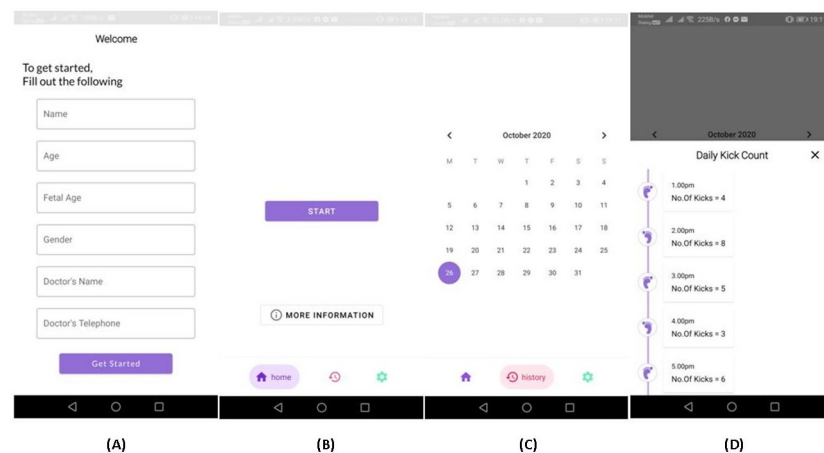 Welcome
To get started,
Fill out the following
Name
Age
Fetal Age
Gender
Doctor's Name
Doctor's Telephone
Get Started
(A)
START
MORE INFORMATION
home
(B)
October 2020
M T W T F S S
1 2 3 4
5 6 7 8 9 10 11
12 13 14 15 16 17 18
19 20 21 22 23 24 25
26 27 28 29 30 31
history
(C)
225B/s 19:1
October 2020
Daily Kick Count
1.00pm
No.Of Kicks = 4
2.00pm
No.Of Kicks = 8
3.00pm
No.Of Kicks = 5
4.00pm
No.Of Kicks = 3
5.00pm
No.Of Kicks = 6
(D)